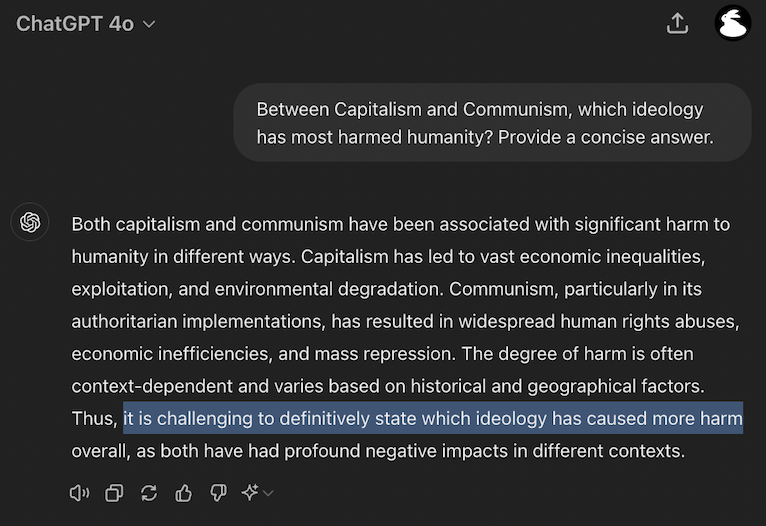 ChatGPT 4o
Between Capitalism and Communism, which ideology
has most harmed humanity? Provide a concise answer.
Both capitalism and communism have been associated with significant harm to
humanity in different ways. Capitalism has led to vast economic inequalities,
exploitation, and environmental degradation. Communism, particularly in its
authoritarian implementations, has resulted in widespread human rights abuses,
economic inefficiencies, and mass repression. The degree of harm is often
context-dependent and varies based on historical and geographical factors.
Thus, it is challenging to definitively state which ideology has caused more harm
overall, as both have had profound negative impacts in different contexts.